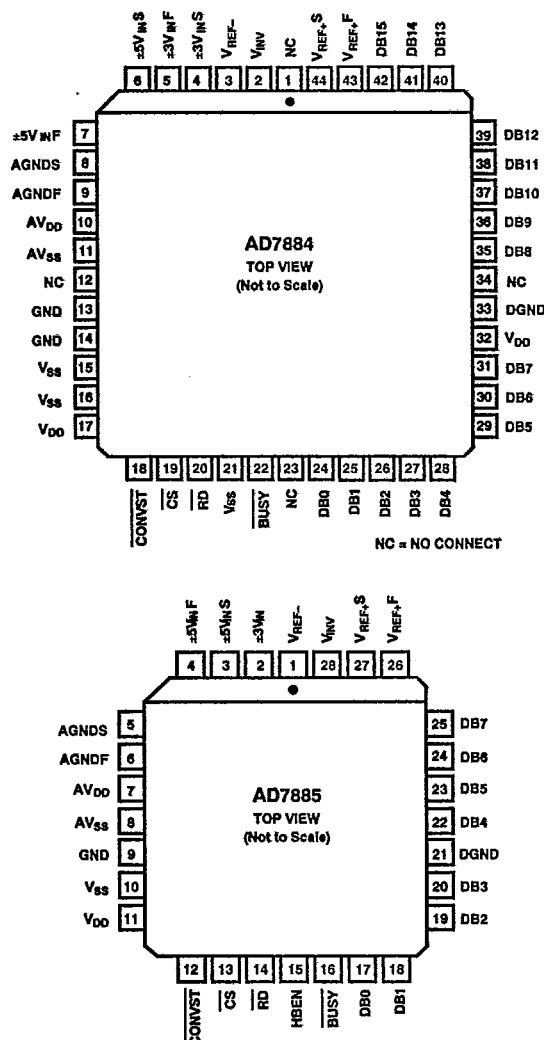 ±5VINS ±3VINF ±3VINS VREF– VINV NC VREF+S VREF+F DB15 DB14 DB13
6 5 4 3 2 1 44 43 42 41 40
±5VINF 7
AGNDS 8
AGNDF 9
AVDD 10
AVSS 11
NC 12
GND 13
GND 14
VSS 15
VSS 16
VDD 17
AD7884
TOP VIEW
(Not to Scale)
39 DB12
38 DB11
37 DB10
36 DB9
35 DB8
34 NC
33 DGND
32 VDD
31 DB7
30 DB6
29 DB5
18 19 20 21 22 23 24 25 26 27 28
CONVST CS RD VSS BUSY NC DB0 DB1 DB2 DB3 DB4
NC = NO CONNECT
±5VINF ±5VINS ±3VIN VREF– VINV VREF+S VREF+F
4 3 2 1 28 27 26
AGNDS 5
AGNDF 6
AVDD 7
AVSS 8
GND 9
VSS 10
VDD 11
AD7885
TOP VIEW
(Not to Scale)
25 DB7
24 DB6
23 DB5
22 DB4
21 DGND
20 DB3
19 DB2
12 13 14 15 16 17 18
CONVST CS RD HBEN BUSY DB0 DB1